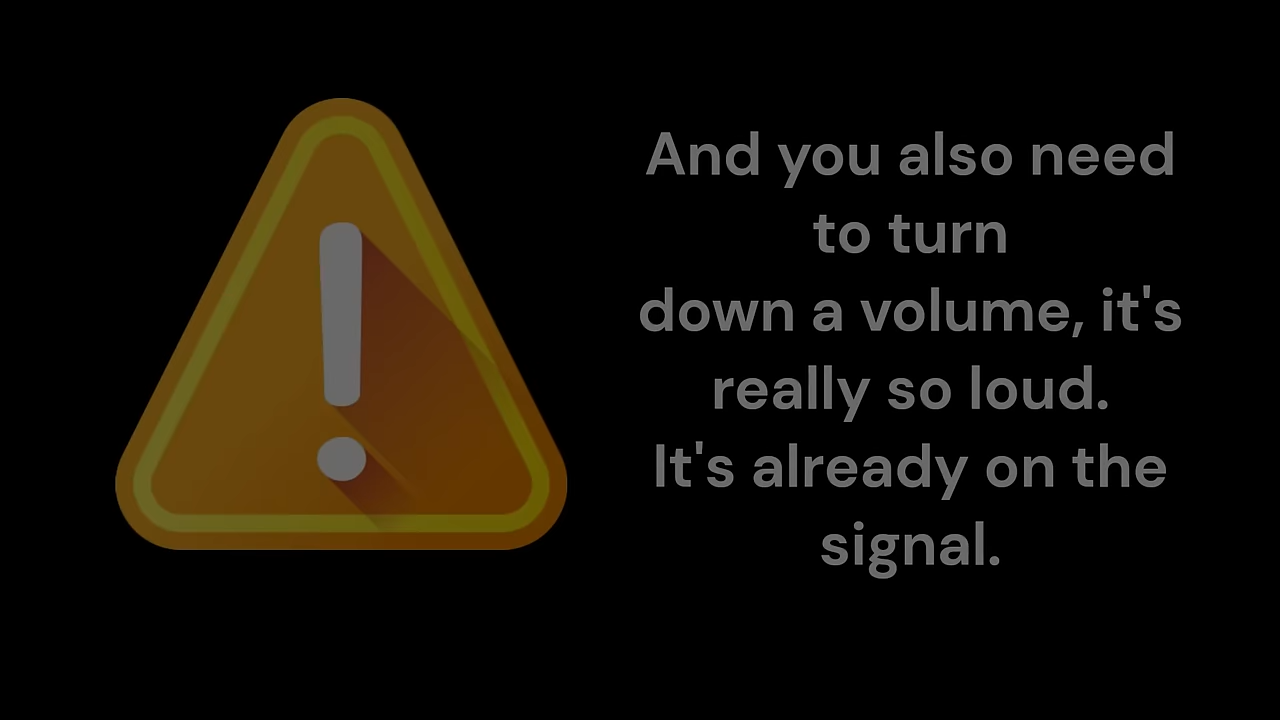 And you also need
to turn
down a volume, it's
really so loud.
It's already on the
signal.